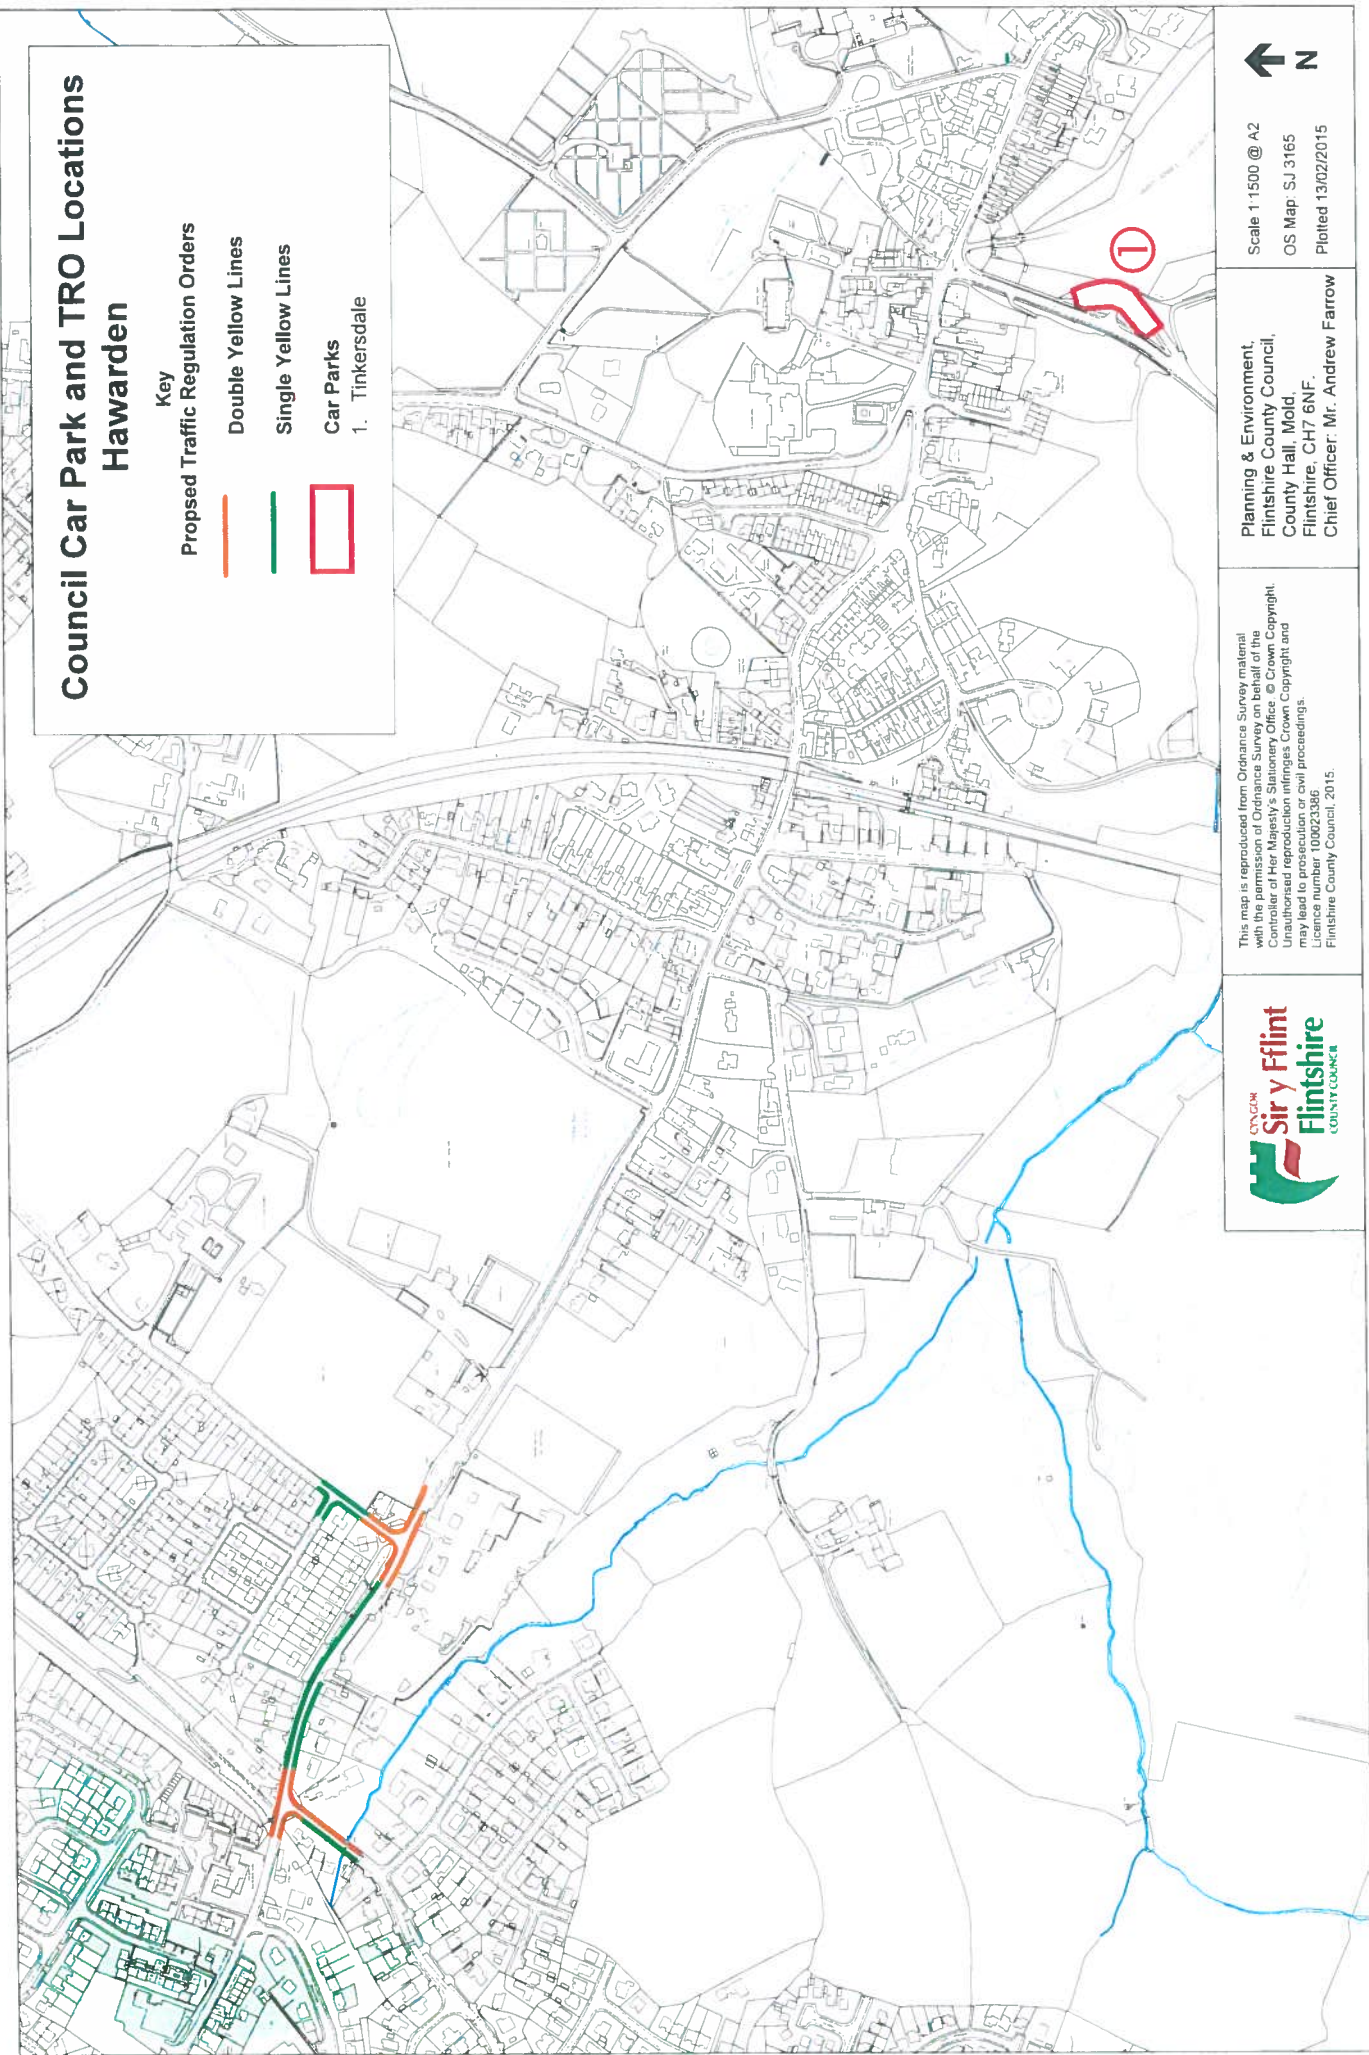 Council Car Park and TRO Locations
Hawarden
Key
Propsed Traffic Regulation Orders
Double Yellow Lines
Single Yellow Lines
Car Parks
1. Tinkersdale
1
CYNGOR
Sir y Fflint
Flintshire
COUNTY COUNCIL
This map is reproduced from Ordnance Survey material
with the permission of Ordnance Survey on behalf of the
Controller of Her Majesty's Stationery Office © Crown Copyright.
Unauthorised reproduction infringes Crown Copyright and
may lead to prosecution or civil proceedings.
Licence number 100023386
Flintshire County Council, 2015.
Planning & Environment,
Flintshire County Council,
County Hall, Mold,
Flintshire, CH7 6NF.
Chief Officer: Mr. Andrew Farrow
Scale 1:1500 @ A2
OS Map: SJ 3165
Plotted 13/02/2015
N